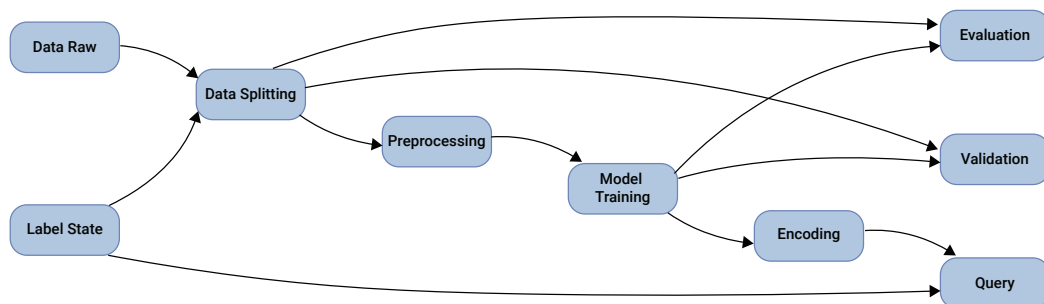 Data Raw
Data Splitting
Label State
Preprocessing
Model
Training
Encoding
Evaluation
Validation
Query